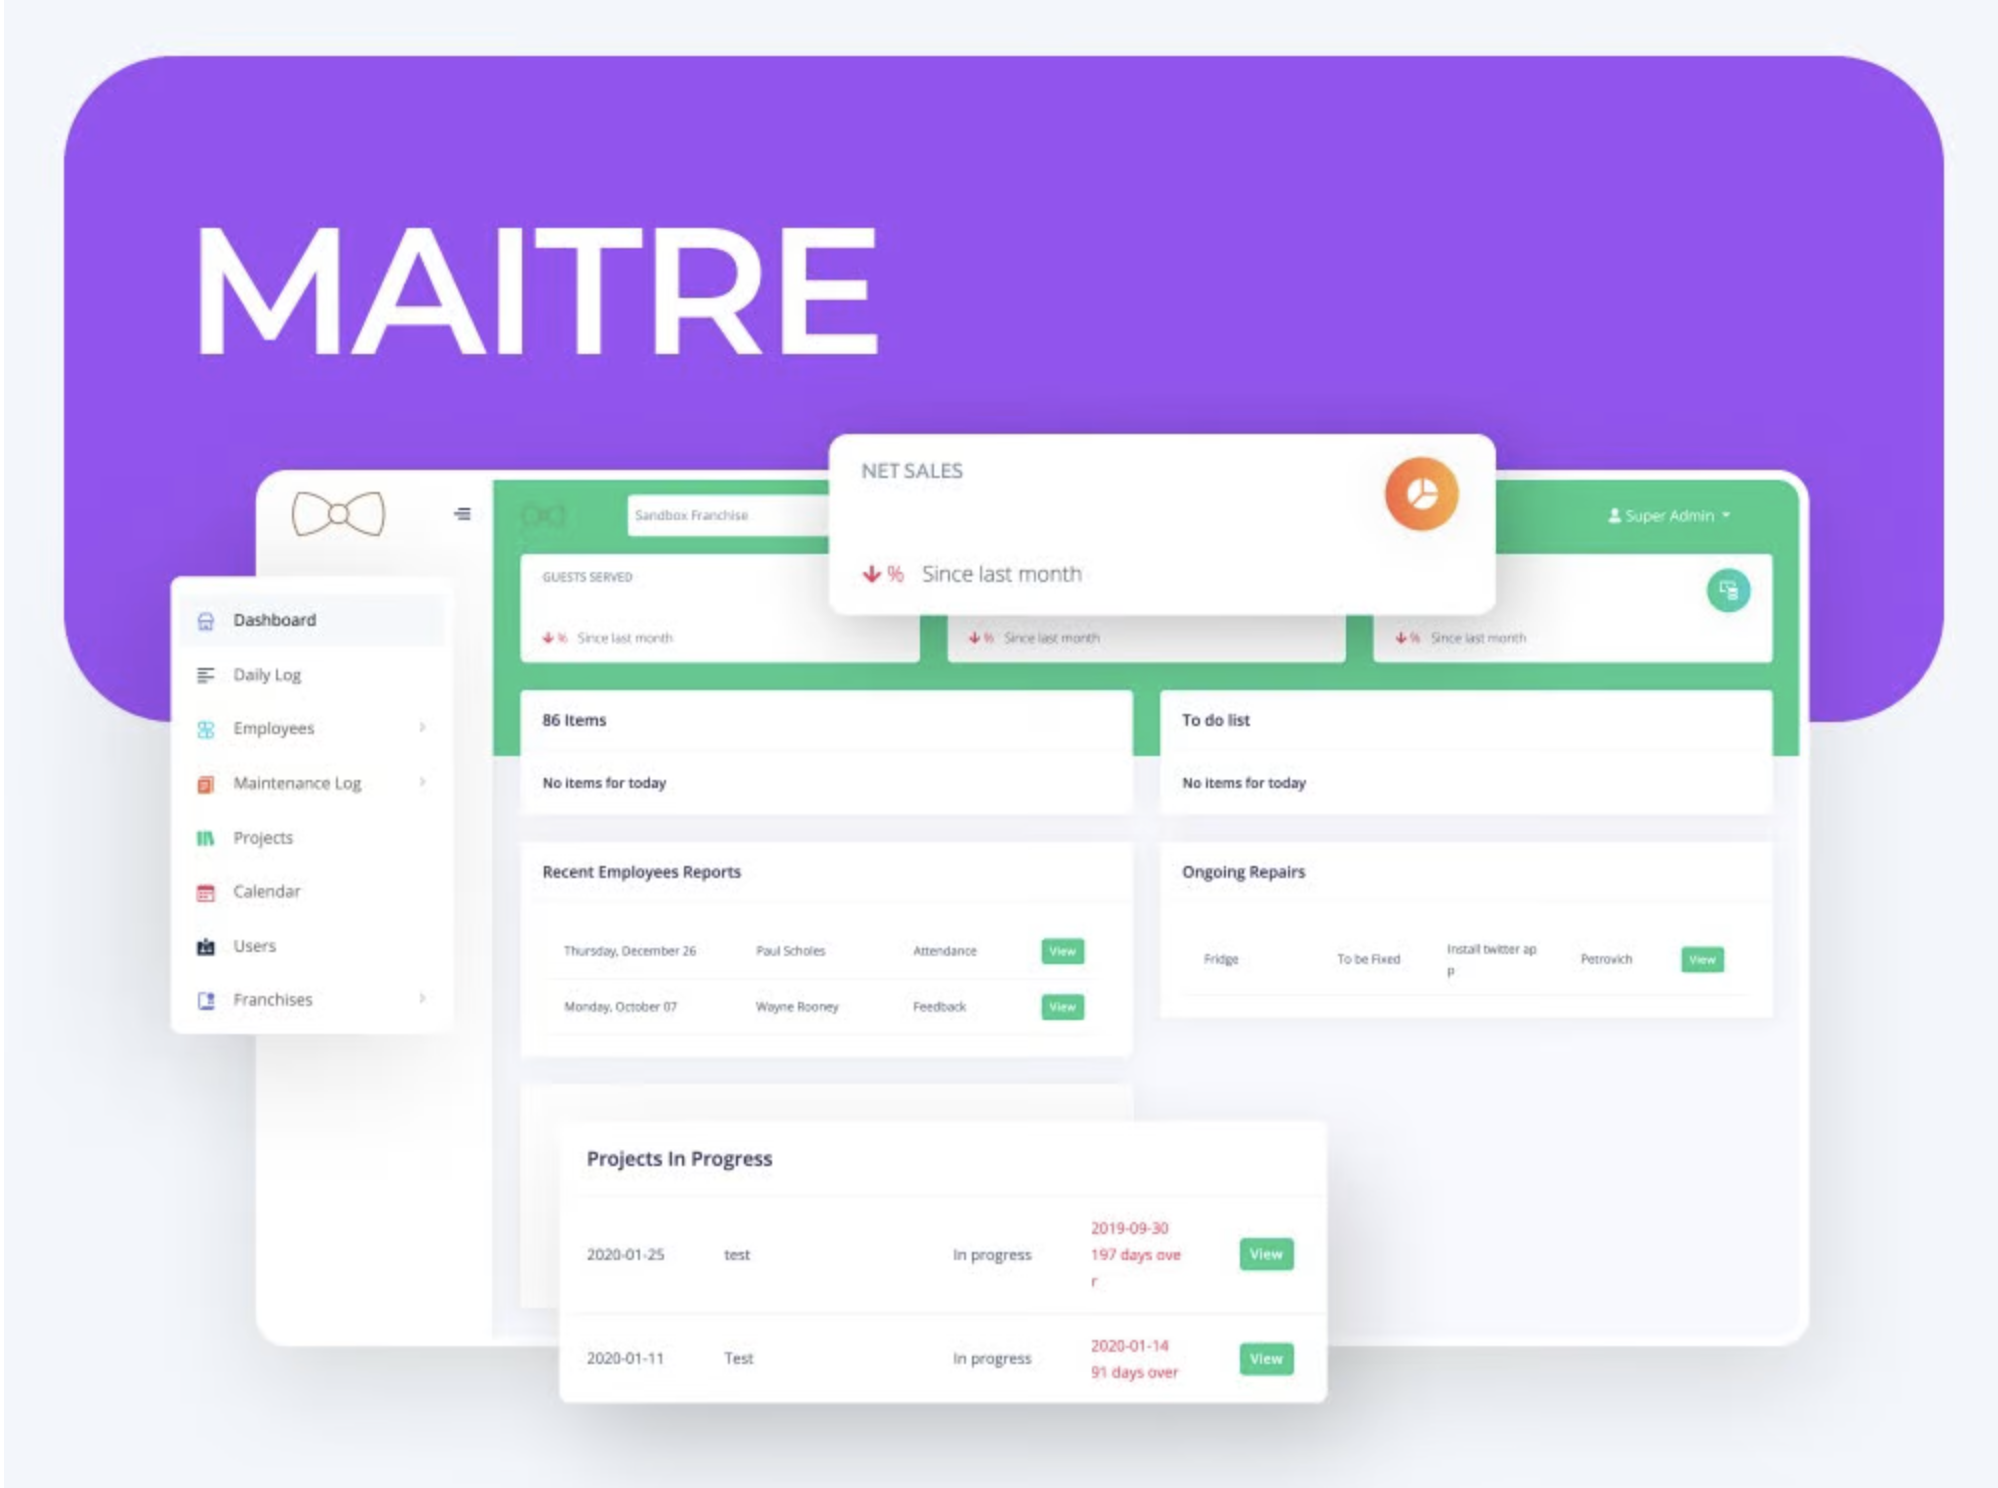 MAITRE
NET SALES
% Since last month
Sandbox Franchise
Super Admin
GUESTS SERVED
% Since last month
% Since last month
% Since last month
Dashboard
Daily Log
Employees
Maintenance Log
Projects
Calendar
Users
Franchises
86 Items
No items for today
To do list
No items for today
Recent Employees Reports
Thursday, December 26 Paul Scholes Attendance View
Monday, October 07 Wayne Rooney Feedback View
Ongoing Repairs
Fridge To be Fixed Install twitter ap Petrovich View
p
Projects In Progress
2019-09-30
2020-01-25 test In progress 197 days ove View
r
2020-01-14
2020-01-11 Test In progress View
91 days over